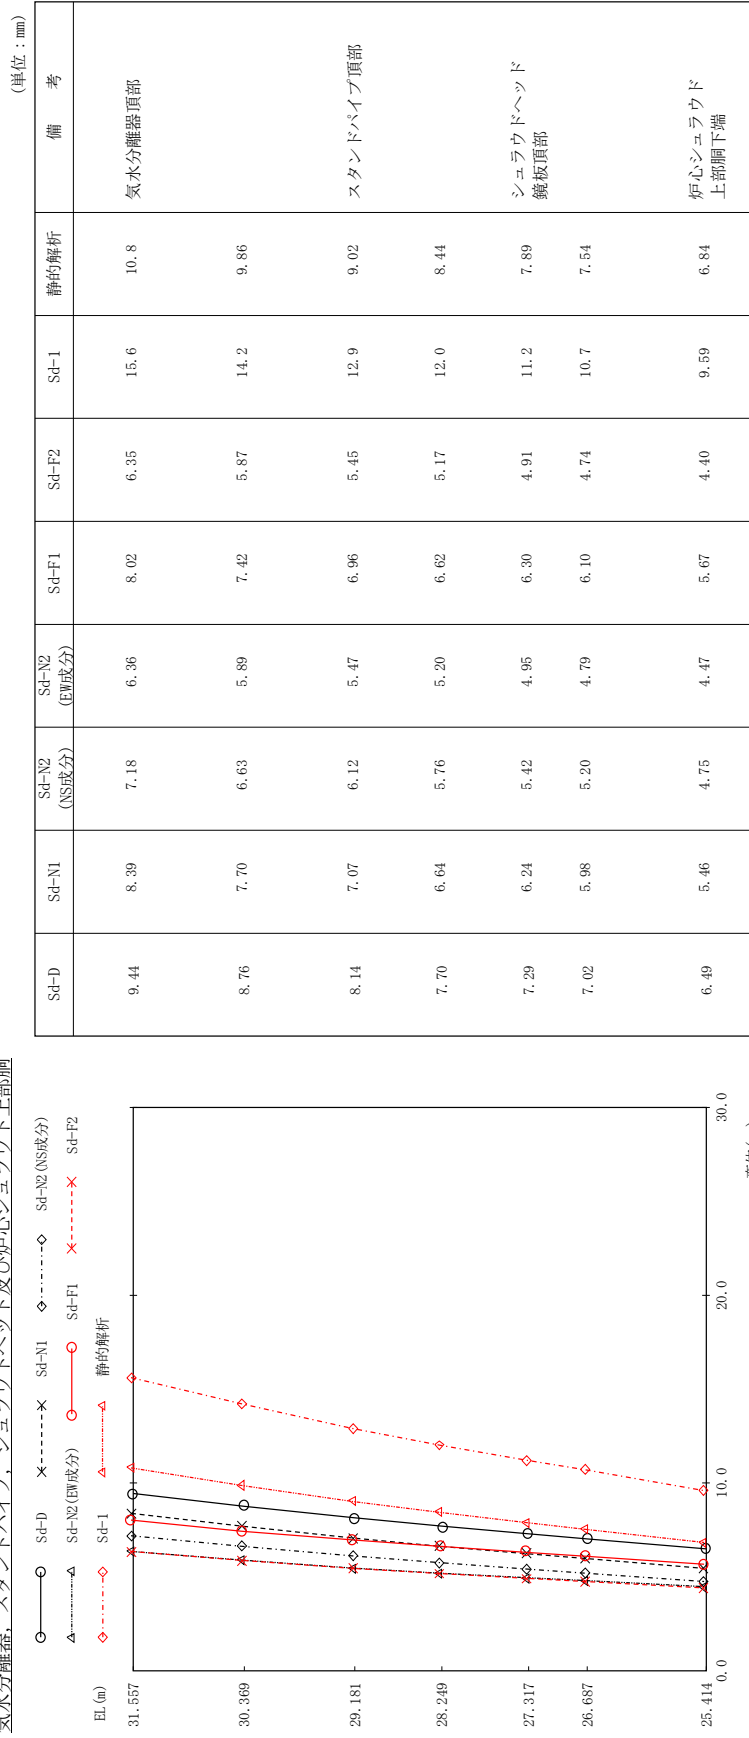 気水分離器，スタンドパイプ，シュラウドヘッド及び炉心シュラウド上部胴
Sd-D Sd-N1 Sd-N2(NS成分)
Sd-N2(EW成分) Sd-F1 Sd-F2
Sd-1 静的解析
EL(m)
31.557
30.369
29.181
28.249
27.317
26.687
25.414
0.0 10.0 20.0 30.0
(単位：mm)
Sd-D Sd-N1 Sd-N2 (NS成分) Sd-N2 (EW成分) Sd-F1 Sd-F2 Sd-1 静的解析 備 考
9.44 8.39 7.18 6.36 8.02 6.35 15.6 10.8 気水分離器頂部
8.76 7.70 6.63 5.89 7.42 5.87 14.2 9.86
8.14 7.07 6.12 5.47 6.96 5.45 12.9 9.02 スタンドパイプ頂部
7.70 6.64 5.76 5.20 6.62 5.17 12.0 8.44
7.29 6.24 5.42 4.95 6.30 4.91 11.2 7.89 シュラウドヘッド
鏡板頂部
7.02 5.98 5.20 4.79 6.10 4.74 10.7 7.54
6.49 5.46 4.75 4.47 5.67 4.40 9.59 6.84 炉心シュラウド
上部胴下端